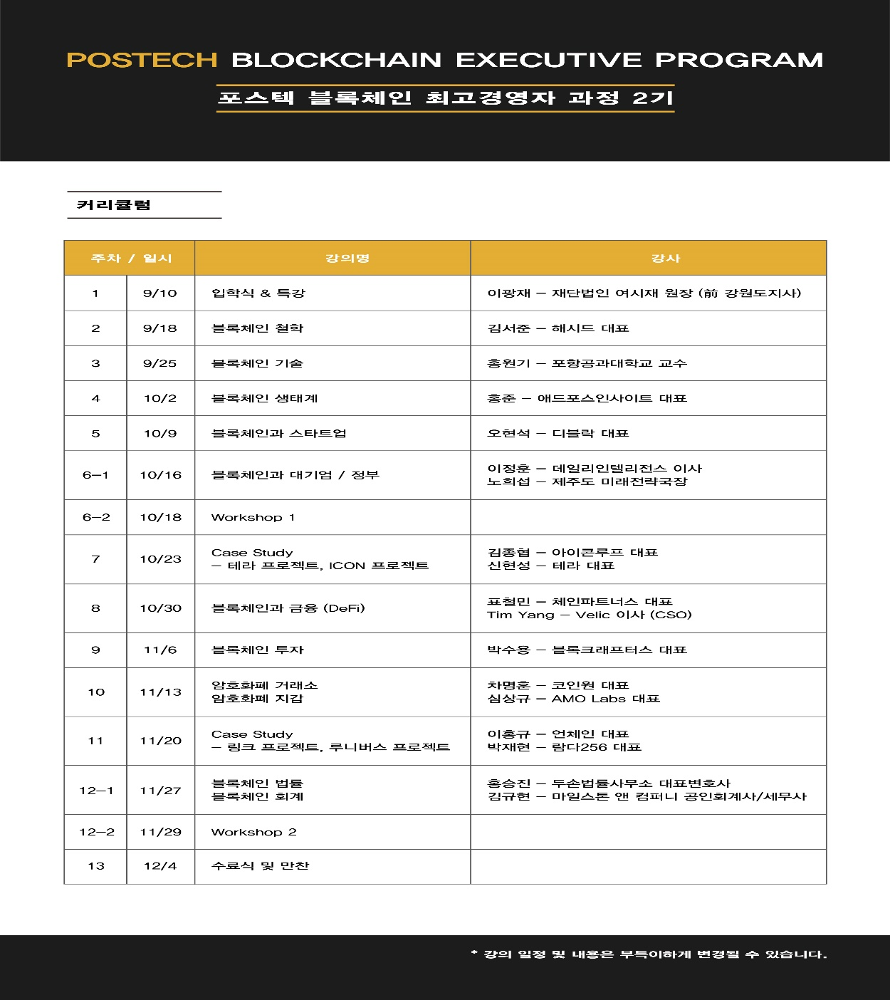 POSTECH BLOCKCHAIN EXECUTIVE PROGRAM
포스텍 블록체인 최고경영자 과정 2기
커리큘럼
주차 / 일시 강의명 강사
1 9/10 입학식 & 특강 이광재 – 재단법인 여시재 원장 (前 강원도지사)
2 9/18 블록체인 철학 김서준 – 해시드 대표
3 9/25 블록체인 기술 홍원기 – 포항공과대학교 교수
4 10/2 블록체인 생태계 홍준 – 애드포스인사이트 대표
5 10/9 블록체인과 스타트업 오현석 – 디블락 대표
6–1 10/16 블록체인과 대기업 / 정부 이정훈 – 데일리인텔리전스 이사
노희섭 – 제주도 미래전략국장
6–2 10/18 Workshop 1
7 10/23 Case Study
– 테라 프로젝트, ICON 프로젝트
김종협 – 아이콘루프 대표
신현성 – 테라 대표
8 10/30 블록체인과 금융 (DeFi) 표철민 – 체인파트너스 대표
Tim Yang – Velic 이사 (CSO)
9 11/6 블록체인 투자 박수용 – 블록크래프터스 대표
10 11/13 암호화폐 거래소
암호화폐 지갑
차명훈 – 코인원 대표
심상규 – AMO Labs 대표
11 11/20 Case Study
– 링크 프로젝트, 루니버스 프로젝트
이홍규 – 언체인 대표
박재현 – 람다256 대표
12–1 11/27 블록체인 법률
블록체인 회계
홍승진 – 두손법률사무소 대표변호사
김규현 – 마일스톤 앤 컴퍼니 공인회계사/세무사
12–2 11/29 Workshop 2
13 12/4 수료식 및 만찬
* 강의 일정 및 내용은 부득이하게 변경될 수 있습니다.